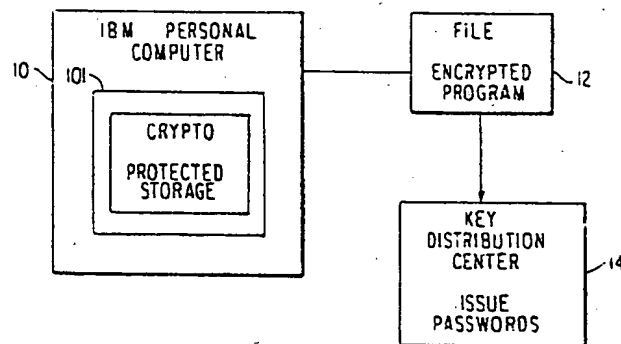 IBM PERSONAL
COMPUTER
10
101
CRYPTO
PROTECTED
STORAGE
FILE
ENCRYPTED
PROGRAM
12
KEY
DISTRIBUTION
CENTER
ISSUE
PASSWORDS
14